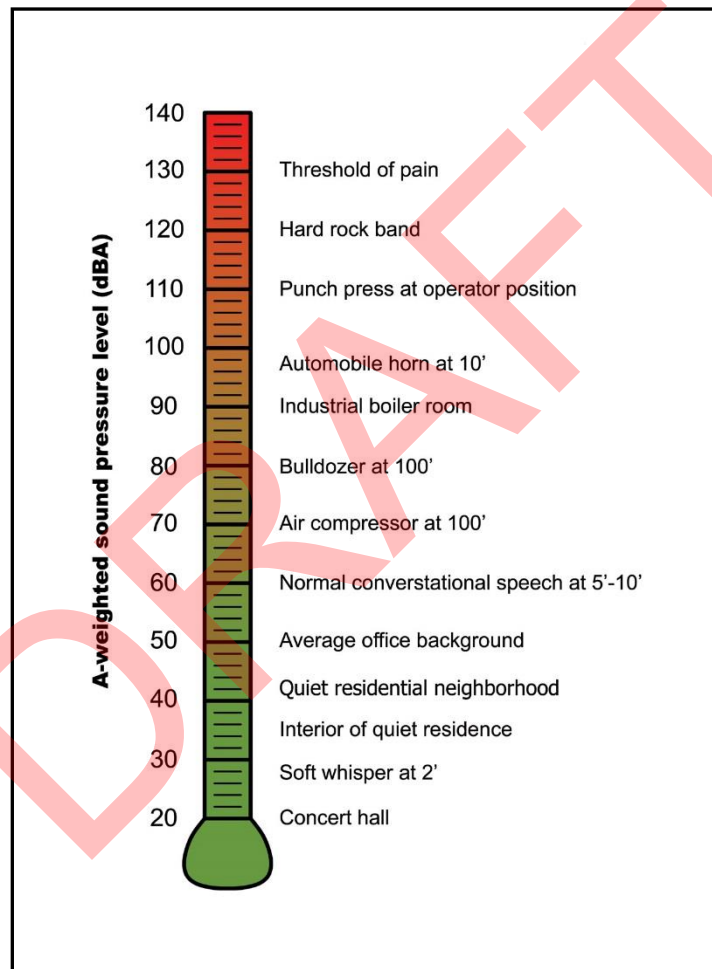 140
130 Threshold of pain
120 Hard rock band
110 Punch press at operator position
100
Automobile horn at 10’
90 Industrial boiler room
80 Bulldozer at 100’
70 Air compressor at 100’
60 Normal converstational speech at 5’-10’
50 Average office background
Quiet residential neighborhood
40
Interior of quiet residence
30
Soft whisper at 2’
20 Concert hall
A-weighted sound pressure level (dBA)
DRAFT